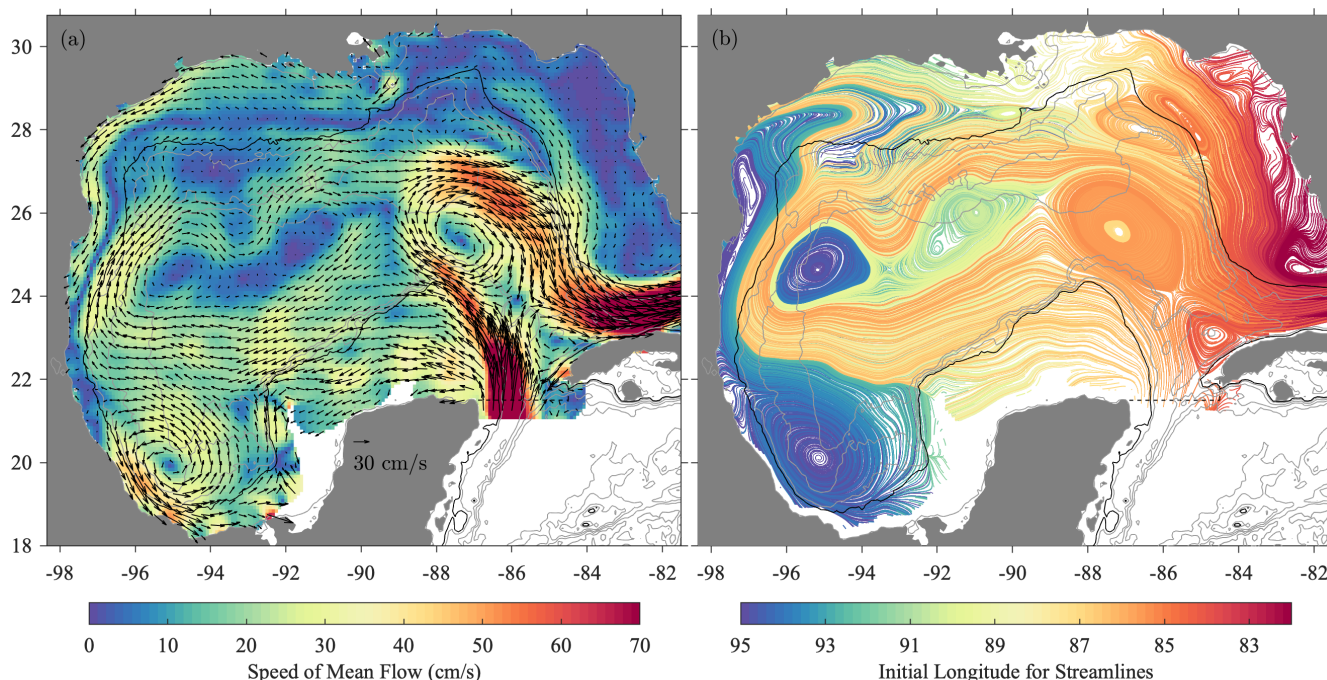 (a)
(b)
30
28
26
24
22
20
18
30 cm/s
-98 -96 -94 -92 -90 -88 -86 -84 -82
-98 -96 -94 -92 -90 -88 -86 -84 -82
0 10 20 30 40 50 60 70
95 93 91 89 87 85 83
Speed of Mean Flow (cm/s)
Initial Longitude for Streamlines